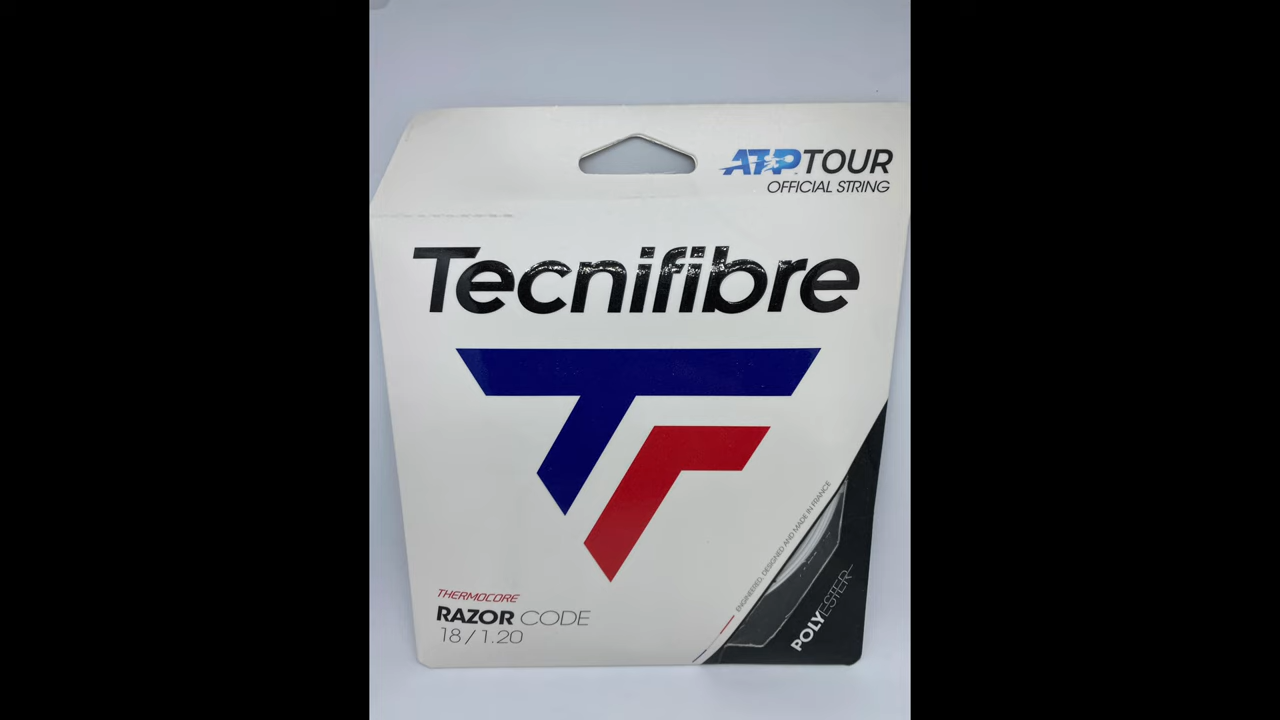 ATP TOUR
OFFICIAL STRING
Tecnifibre
ENGINEERED, DESIGNED AND MADE IN FRANCE
POLYESTER
THERMOCORE
RAZOR CODE
18 / 1.20